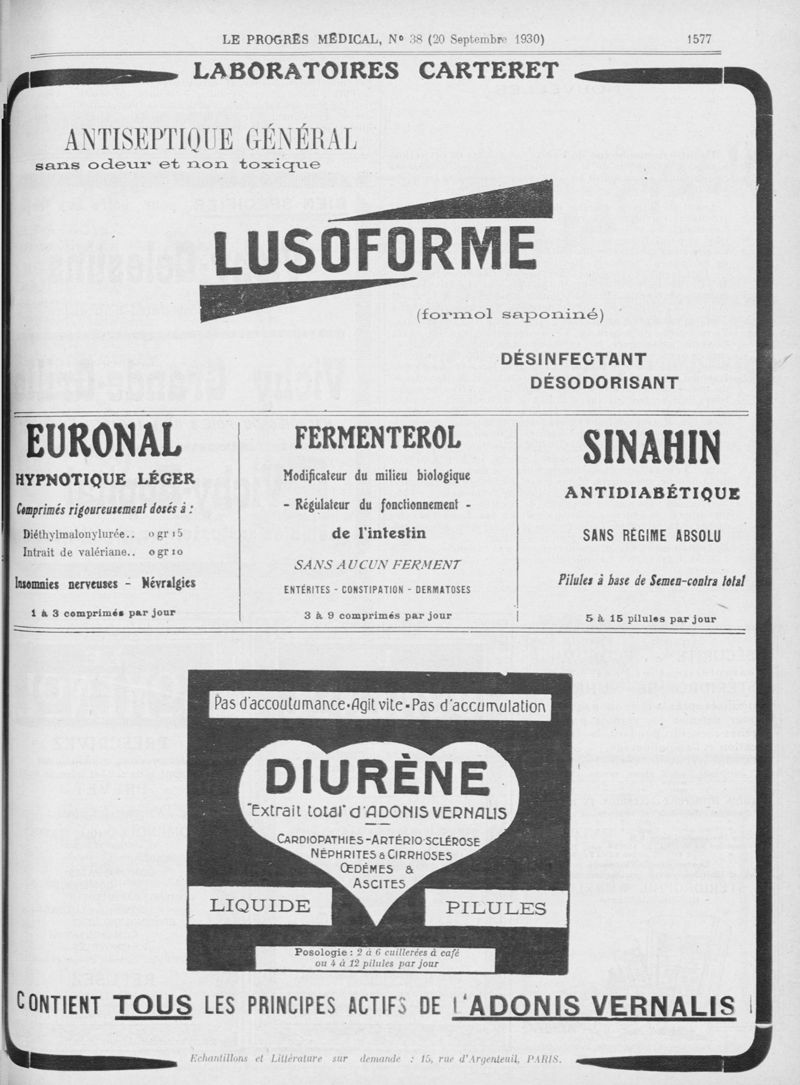 LE PROGRÈS MÉDICAL, N° 38 (20 Septembre 1930) 1577
LABORATOIRES CARTERET
ANTISEPTIQUE GÉNÉRAL
sans odeur et non toxique
LUSOFORME
(formol saponiné)
DÉSINFECTANT
DÉSODORISANT
EURONAL
HYPNOTIQUE LÉGER
Comprimés rigoureusement dosés à :
Diéthylmalonylurée.. 0 gr 15
Intrait de valériane.. 0 gr 10
Insomnies nerveuses - Névralgies
1 à 3 comprimés par jour
FERMENTEROL
Modificateur du milieu biologique
- Régulateur du fonctionnement -
de l'intestin
SANS AUCUN FERMENT
ENTÉRITES - CONSTIPATION - DERMATOSES
3 à 9 comprimés par jour
SINAHIN
ANTIDIABÉTIQUE
SANS RÉGIME ABSOLU
Pilules à base de Semen-contra total
5 à 15 pilules par jour
Pas d'accoutumance-Agit vite-Pas d'accumulation
DIURÈNE
"Extrait total" d'ADONIS VERNALIS
CARDIOPATHIES-ARTÉRIO-SCLÉROSE
NÉPHRITES & CIRRHOSES
ŒDÉMES &
ASCITES
LIQUIDE
PILULES
Posologie : 2 à 6 cuillerées à café
ou 4 à 12 pilules par jour
CONTIENT TOUS LES PRINCIPES ACTIFS DE l'ADONIS VERNALIS
Echantillons et Littérature sur demande : 15, rue d'Argenteuil, PARIS.